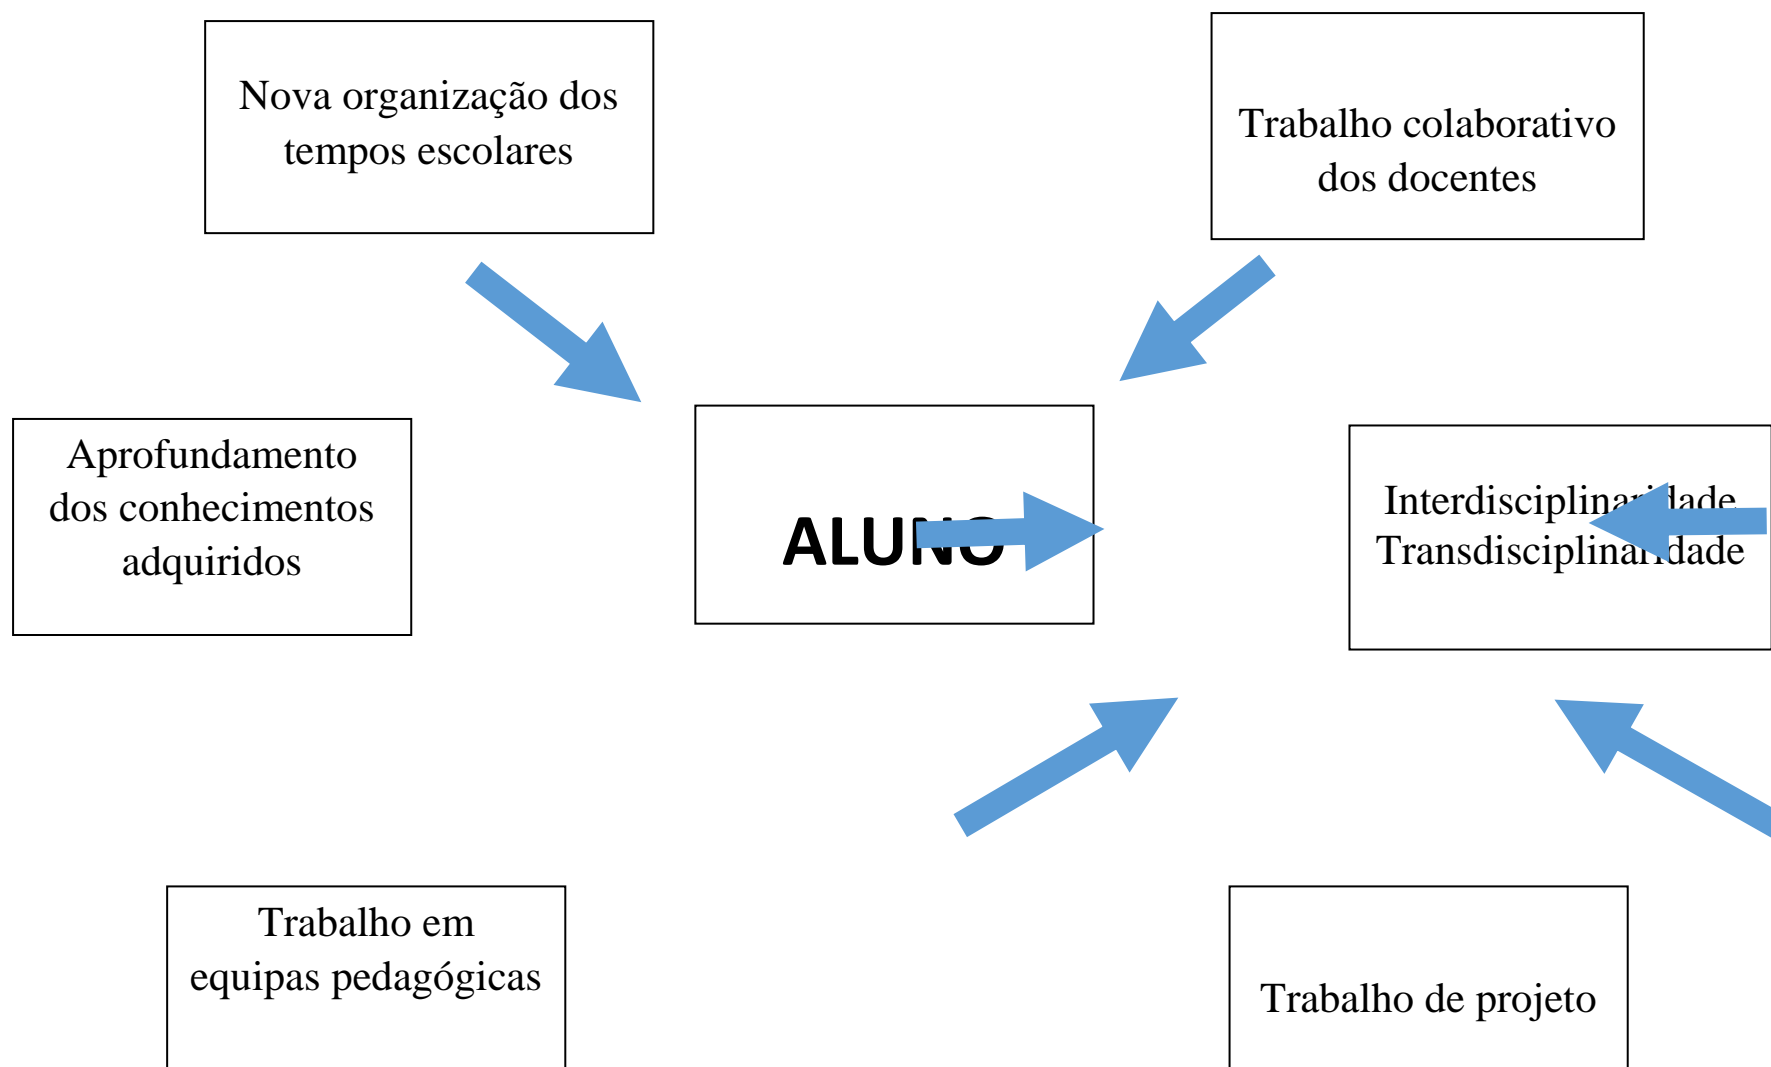 Nova organização dos
tempos escolares
Trabalho colaborativo
dos docentes
Aprofundamento
dos conhecimentos
adquiridos
ALUNO
Interdisciplinaridade
Transdisciplinaridade
Trabalho em
equipas pedagógicas
Trabalho de projeto